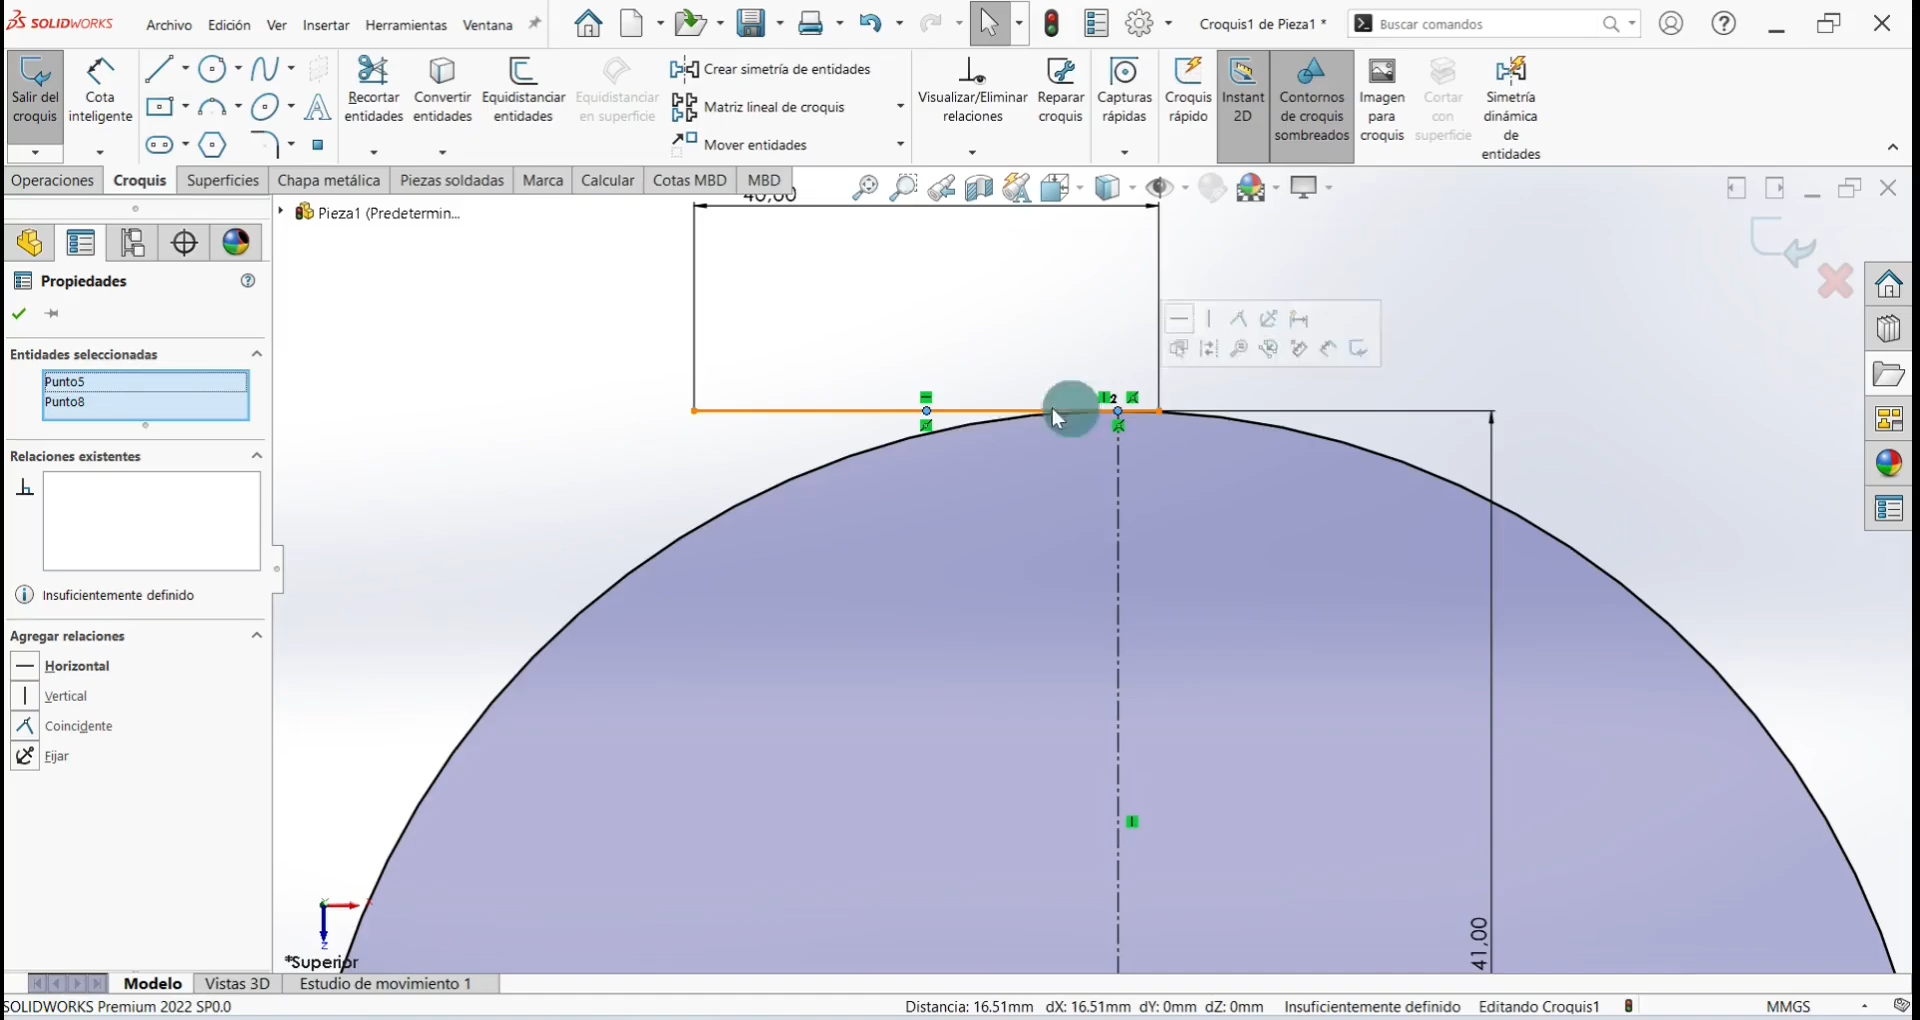 SOLIDWORKS
Archivo Edición Ver Insertar Herramientas Ventana
Croquis1 de Pieza1 *
Buscar comandos
Salir del croquis
Cota inteligente
Recortar entidades
Convertir entidades
Equidistanciar entidades
Equidistanciar en superficie
Crear simetría de entidades
Matriz lineal de croquis
Mover entidades
Visualizar/Eliminar relaciones
Reparar croquis
Capturas rápidas
Croquis rápido
Instant 2D
Contornos de croquis sombreados
Imagen para croquis
Cortar con superficie
Simetría dinámica de entidades
Operaciones Croquis Superficies Chapa metálica Piezas soldadas Marca Calcular Cotas MBD MBD
40,00
Pieza1 (Predetermin...
Propiedades
Entidades seleccionadas
Punto5
Punto8
Relaciones existentes
Insuficientemente definido
Agregar relaciones
Horizontal
Vertical
Coincidente
Fijar
2
41,00
X
Z
*Superior
Modelo Vistas 3D Estudio de movimiento 1
SOLIDWORKS Premium 2022 SP0.0
Distancia: 16.51mm dX: 16.51mm dY: 0mm dZ: 0mm Insuficientemente definido Editando Croquis1 MMGS